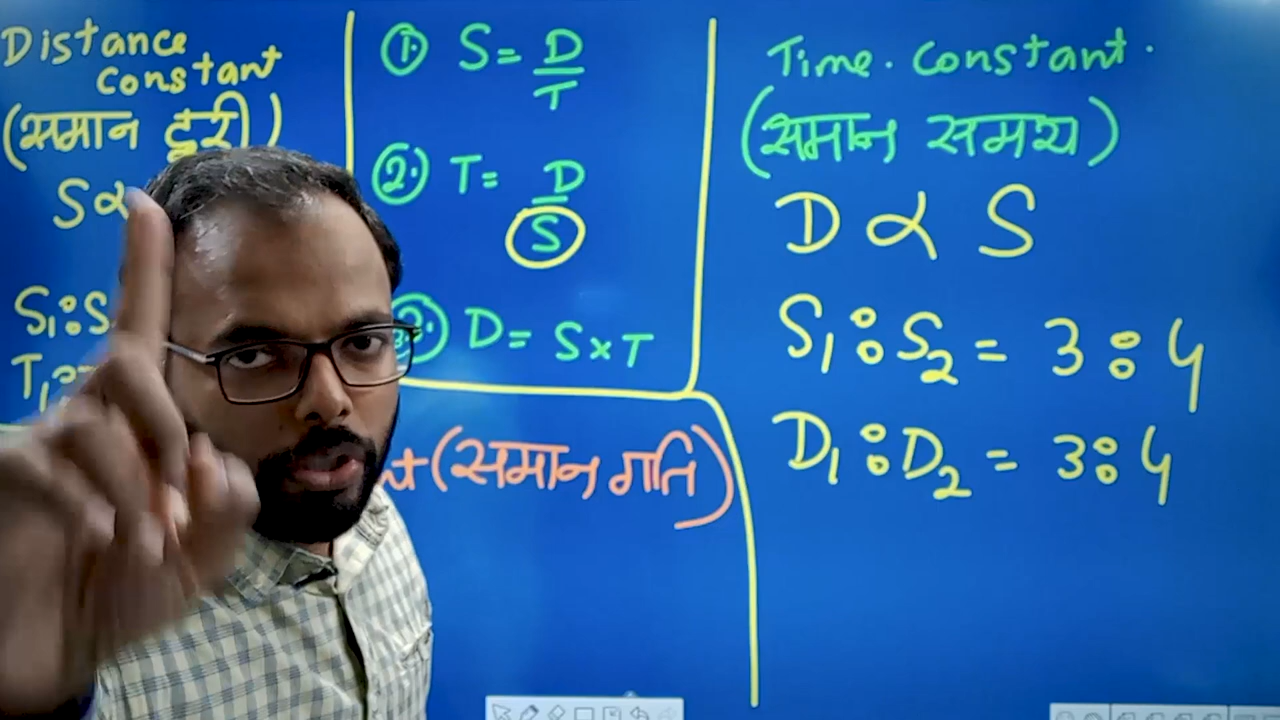 Distance
Constant
(समान दूरी)
S ∝
S₁ : S
T₁
① S = D/T
② T = D/S
③ D = S × T
(समान गति)
Time. Constant.
(समान समय)
D ∝ S
S₁ : S₂ = 3 : 4
D₁ : D₂ = 3 : 4